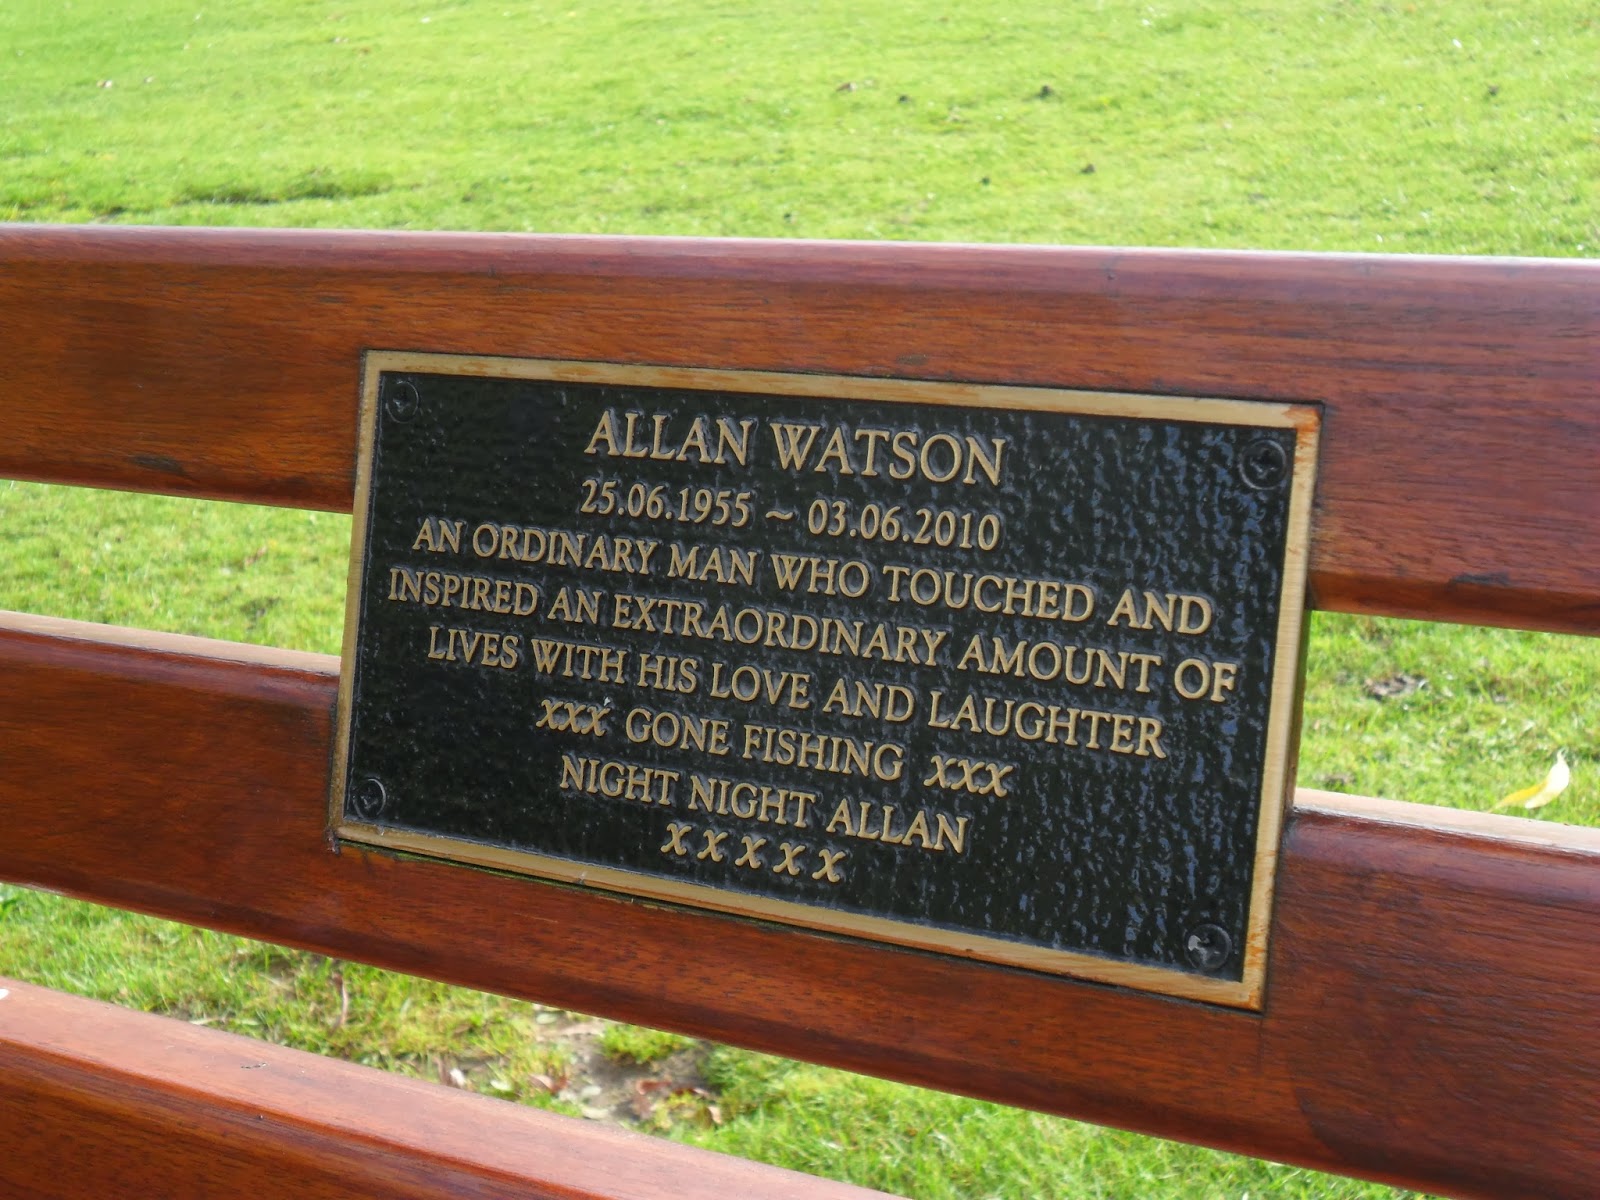 ALLAN WATSON
25.06.1955 ~ 03.06.2010
AN ORDINARY MAN WHO TOUCHED AND
INSPIRED AN EXTRAORDINARY AMOUNT OF
LIVES WITH HIS LOVE AND LAUGHTER
xxx GONE FISHING xxx
NIGHT NIGHT ALLAN
x x x x x